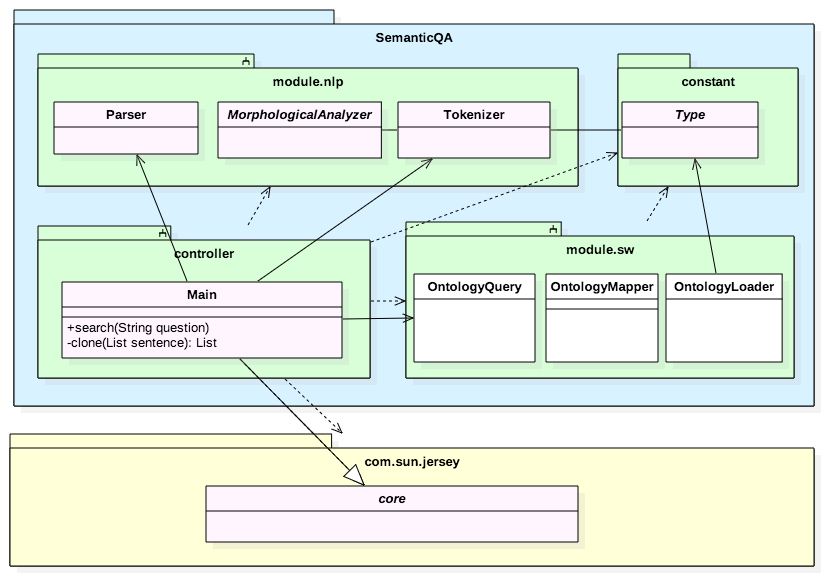 SemanticQA
module.nlp
constant
Parser
MorphologicalAnalyzer
Tokenizer
Type
controller
module.sw
Main
+search(String question)
-clone(List sentence): List
OntologyQuery
OntologyMapper
OntologyLoader
com.sun.jersey
core